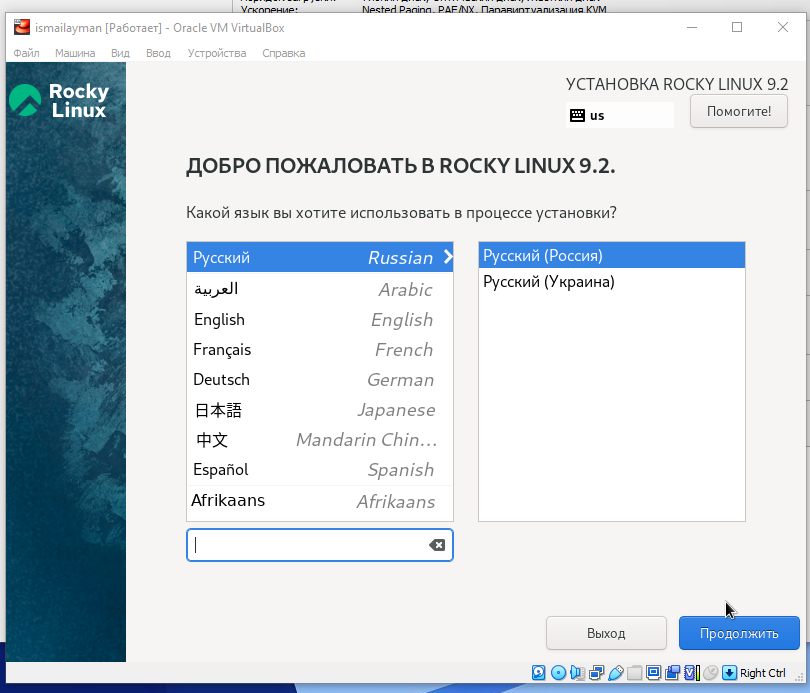 Ускорение:
Nested Paging, PAE/NX, Паравиртуализация KVM
ismailayman [Работает] - Oracle VM VirtualBox
Файл Машина Вид Ввод Устройства Справка
Rocky
Linux
УСТАНОВКА ROCKY LINUX 9.2
us
Помогите!
ДОБРО ПОЖАЛОВАТЬ В ROCKY LINUX 9.2.
Какой язык вы хотите использовать в процессе установки?
Русский Russian
العربية Arabic
English English
Français French
Deutsch German
日本語 Japanese
中文 Mandarin Chin…
Español Spanish
Afrikaans Afrikaans
Русский (Россия)
Русский (Украина)
Выход
Продолжить
Right Ctrl